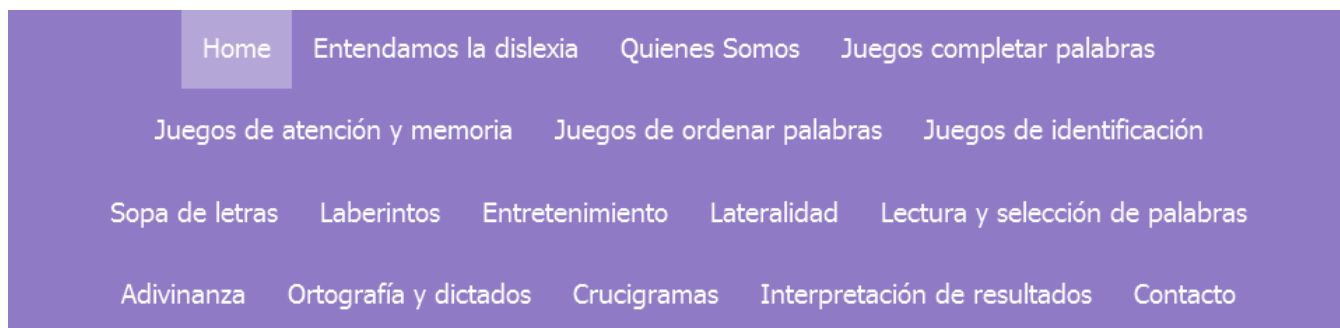 Home Entendamos la dislexia Quienes Somos Juegos completar palabras
Juegos de atención y memoria Juegos de ordenar palabras Juegos de identificación
Sopa de letras Laberintos Entretenimiento Lateralidad Lectura y selección de palabras
Adivinanza Ortografía y dictados Crucigramas Interpretación de resultados Contacto